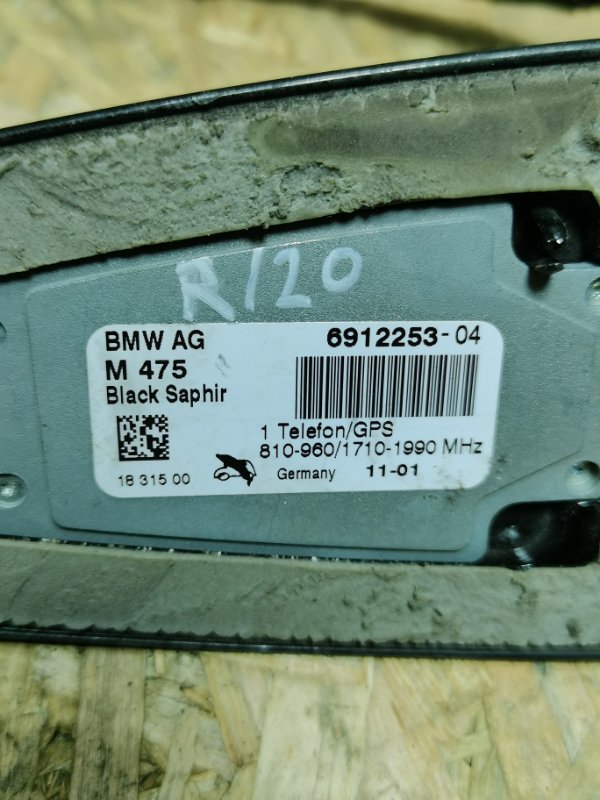 R120
BMW AG 6912253-04
M 475
Black Saphir
1 Telefon/GPS
810-960/1710-1990 MHz
18 315 00 Germany 11-01